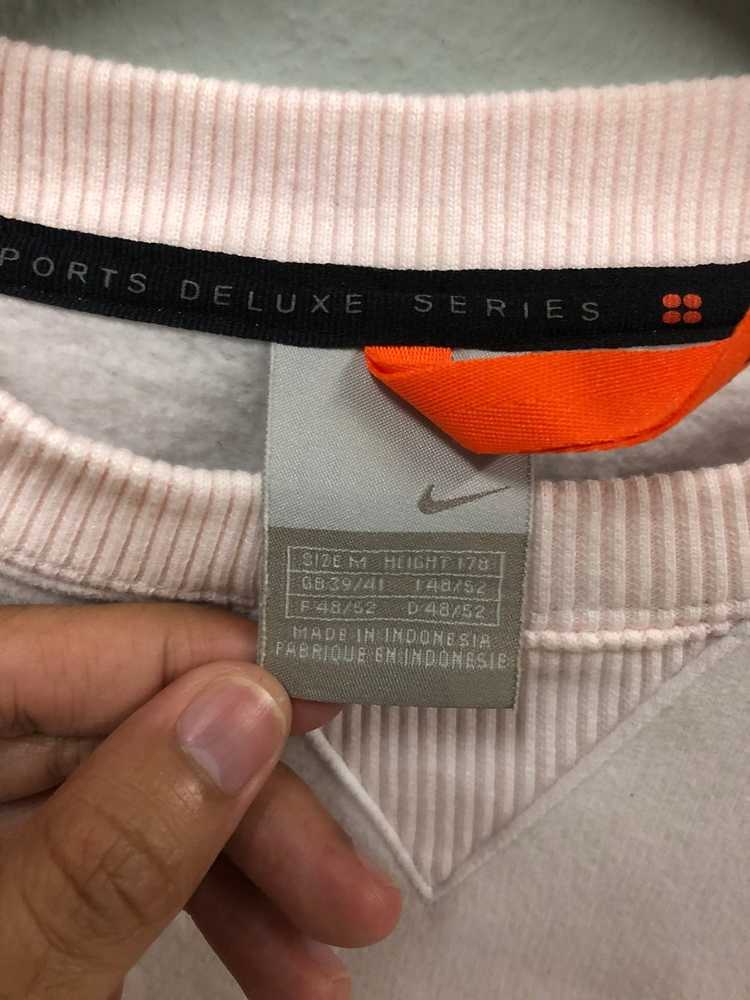 PORTS DELUXE SERIES
SIZE M HEIGHT 178
GB 39/41 I 48/52
F 48/52 D 48/52
MADE IN INDONESIA
FABRIQUE EN INDONESIE